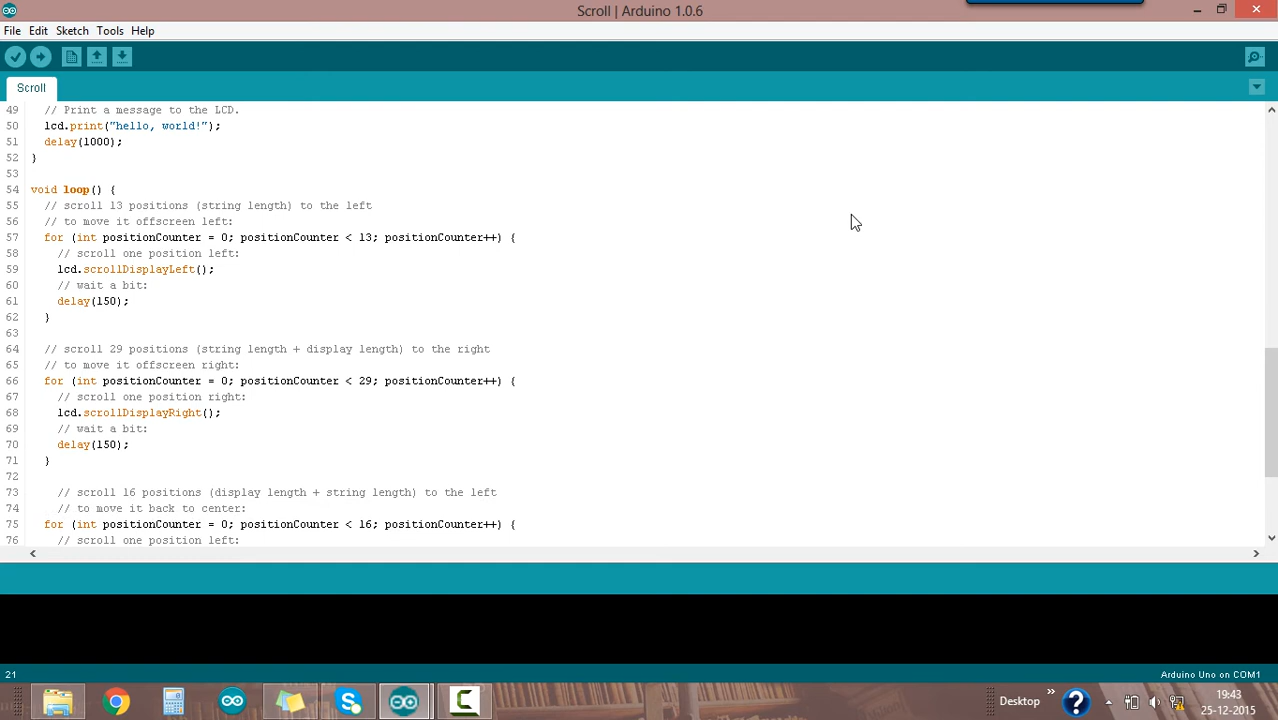 Scroll | Arduino 1.0.6
File Edit Sketch Tools Help
Scroll
49 // Print a message to the LCD.
50 lcd.print("hello, world!");
51 delay(1000);
52 }
53
54 void loop() {
55 // scroll 13 positions (string length) to the left
56 // to move it offscreen left:
57 for (int positionCounter = 0; positionCounter < 13; positionCounter++) {
58 // scroll one position left:
59 lcd.scrollDisplayLeft();
60 // wait a bit:
61 delay(150);
62 }
63
64 // scroll 29 positions (string length + display length) to the right
65 // to move it offscreen right:
66 for (int positionCounter = 0; positionCounter < 29; positionCounter++) {
67 // scroll one position right:
68 lcd.scrollDisplayRight();
69 // wait a bit:
70 delay(150);
71 }
72
73 // scroll 16 positions (display length + string length) to the left
74 // to move it back to center:
75 for (int positionCounter = 0; positionCounter < 16; positionCounter++) {
76 // scroll one position left:
21 Arduino Uno on COM1
Desktop
19:43
25-12-2015